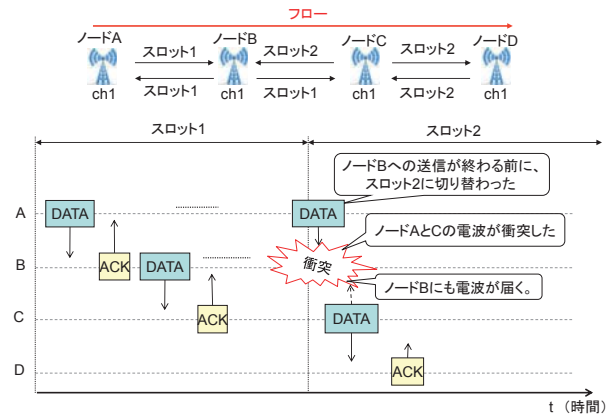 フロー
ノードA ノードB ノードC ノードD
スロット1 スロット2 スロット2
スロット1 スロット1 スロット2
ch1 ch1 ch1 ch1
スロット1 スロット2
ノードBへの送信が終わる前に、
スロット2に切り替わった
A DATA ‥‥‥‥ DATA
ノードAとCの電波が衝突した
B ACK DATA ‥‥‥‥ 衝突
ノードBにも電波が届く。
C ACK DATA
D ACK
t （時間）